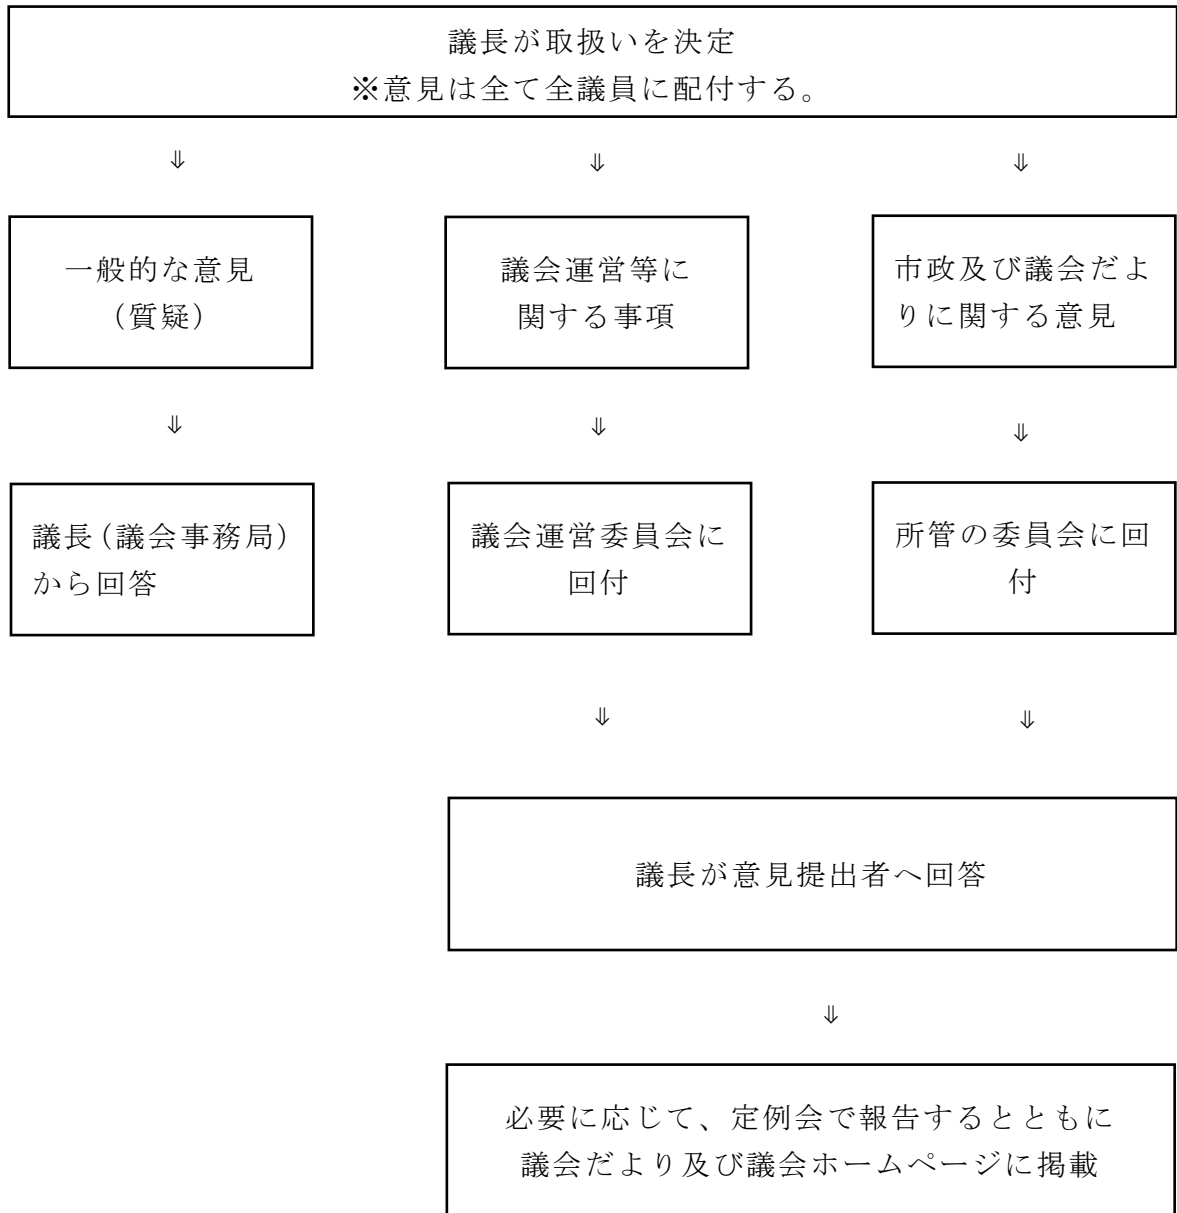 議長が取扱いを決定
※意見は全て全議員に配付する。
⇓ ⇓ ⇓
一般的な意見
（質疑）
議会運営等に
関する事項
市政及び議会だよ
りに関する意見
⇓ ⇓ ⇓
議長（議会事務局）
から回答
議会運営委員会に
回付
所管の委員会に回
付
⇓ ⇓
議長が意見提出者へ回答
⇓
必要に応じて、定例会で報告するとともに
議会だより及び議会ホームページに掲載